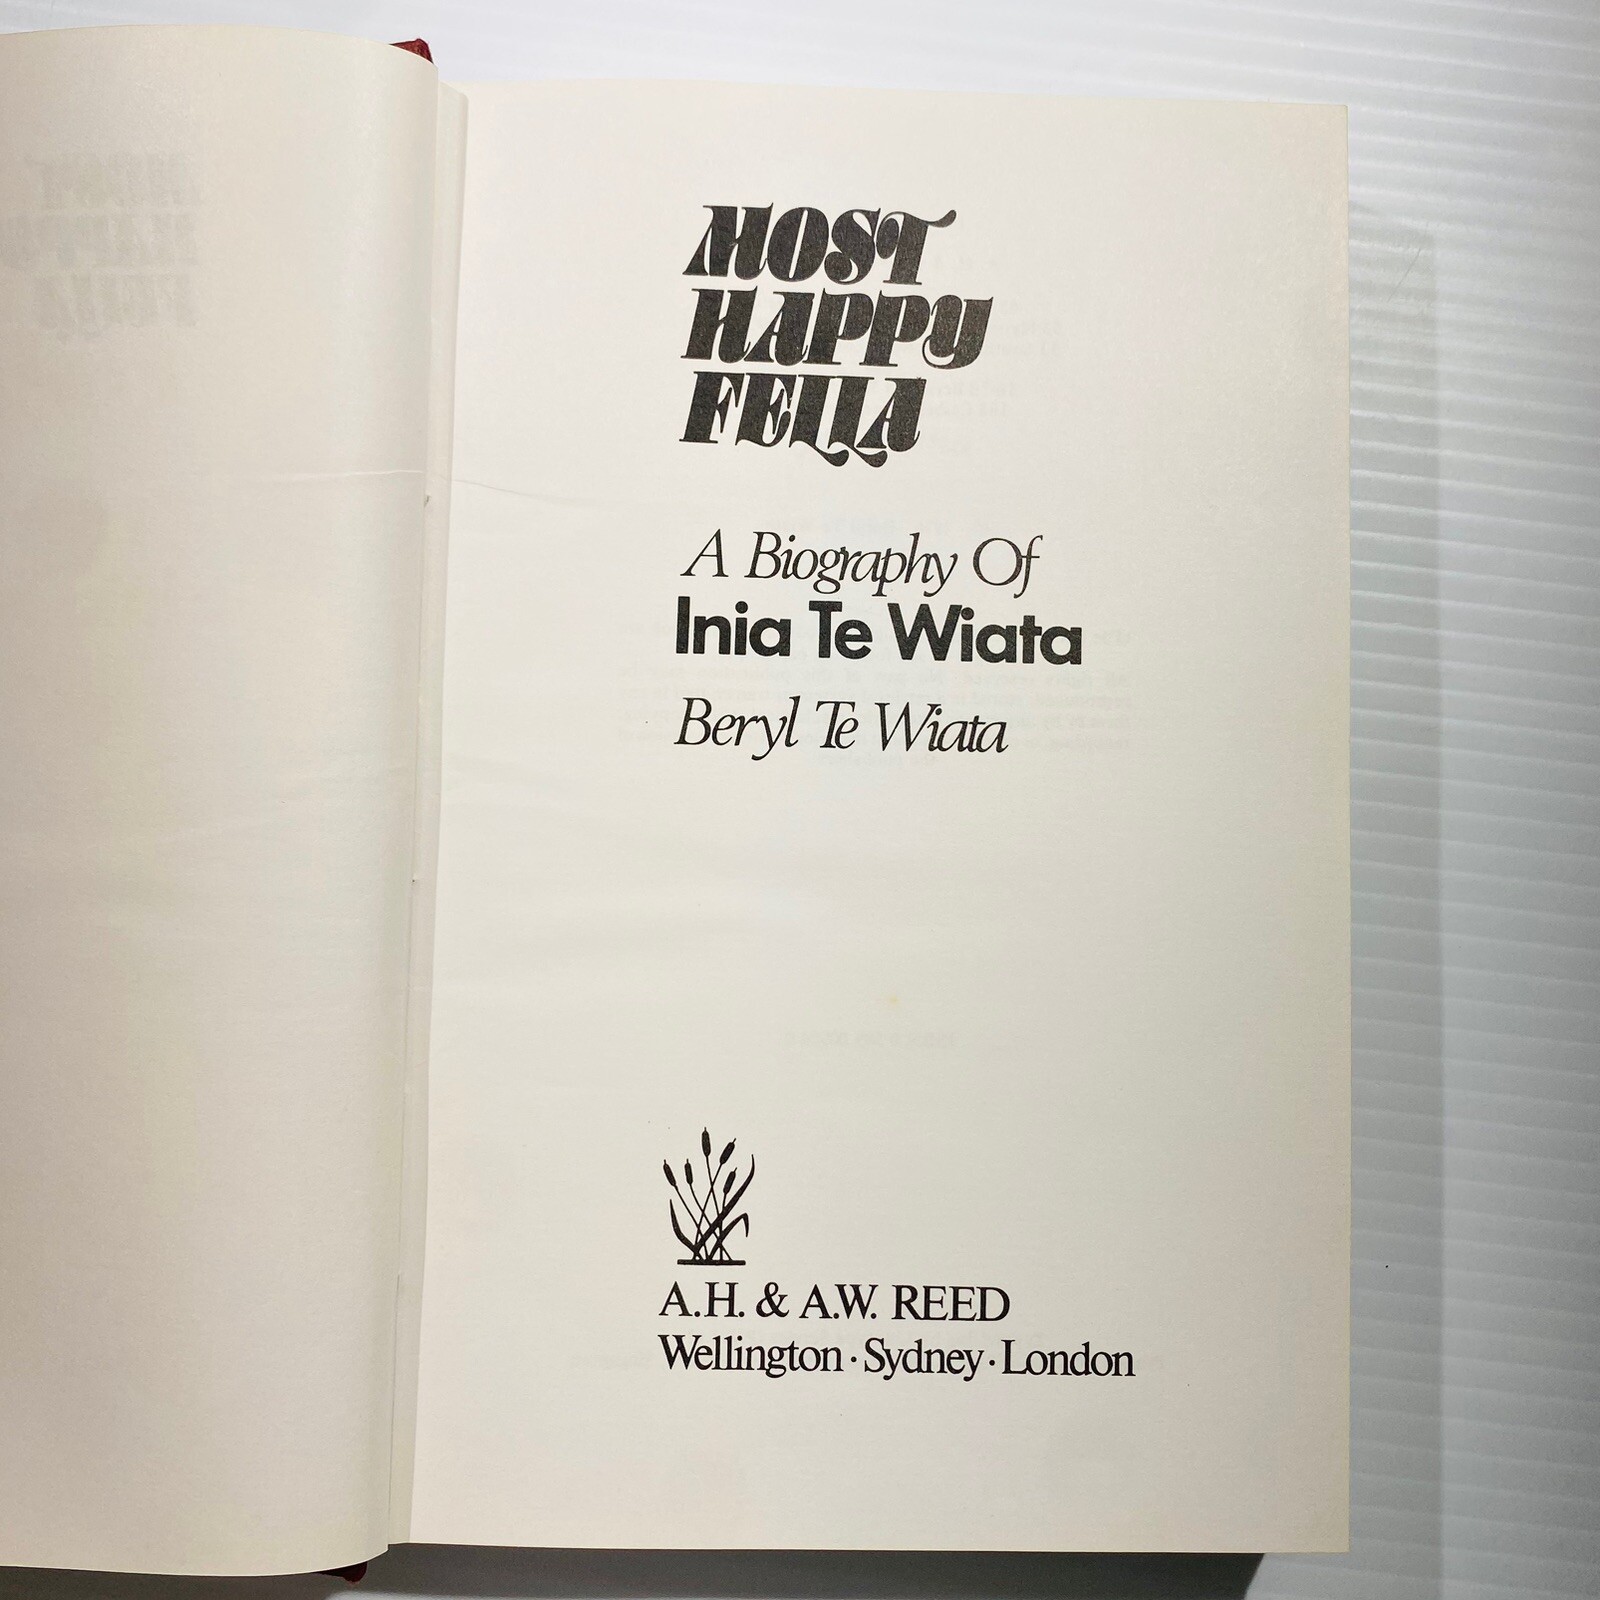 MOST
HAPPY
FELLA
A Biography Of
Inia Te Wiata
Beryl Te Wiata
A.H. & A.W. REED
Wellington · Sydney · London